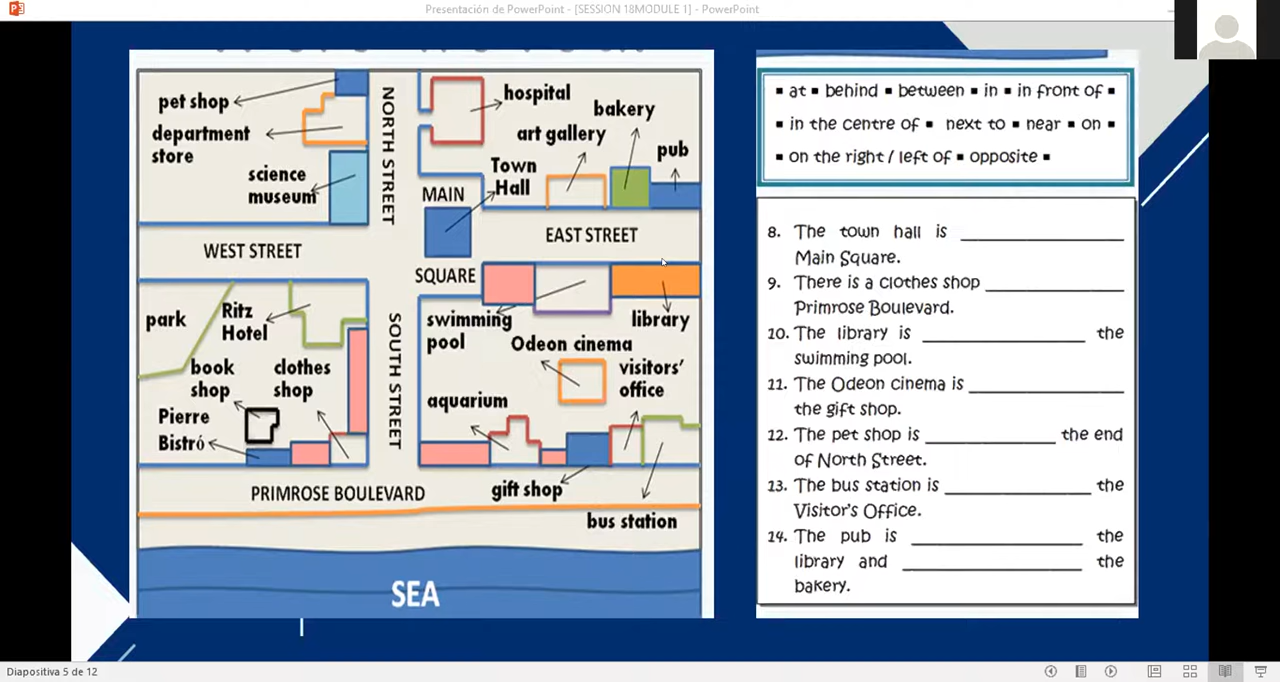 Presentación de PowerPoint - [SESSION 18MODULE 1] - PowerPoint
pet shop
department
store
science
museum
NORTH STREET
hospital
bakery
art gallery
pub
Town
Hall
MAIN
SQUARE
WEST STREET
EAST STREET
park
Ritz
Hotel
book
shop
clothes
shop
Pierre
Bistró
SOUTH STREET
swimming
pool
library
Odeon cinema
visitors'
office
aquarium
gift shop
bus station
PRIMROSE BOULEVARD
SEA
▪ at ▪ behind ▪ between ▪ in ▪ in front of ▪
▪ in the centre of ▪ next to ▪ near ▪ on ▪
▪ on the right / left of ▪ opposite ▪
8. The town hall is ____________________
Main Square.
9. There is a clothes shop _________________
Primrose Boulevard.
10. The library is ____________________ the
swimming pool.
11. The Odeon cinema is ___________________
the gift shop.
12. The pet shop is ________________ the end
of North Street.
13. The bus station is __________________ the
Visitor's Office.
14. The pub is _____________________ the
library and ______________________ the
bakery.
Diapositiva 5 de 12